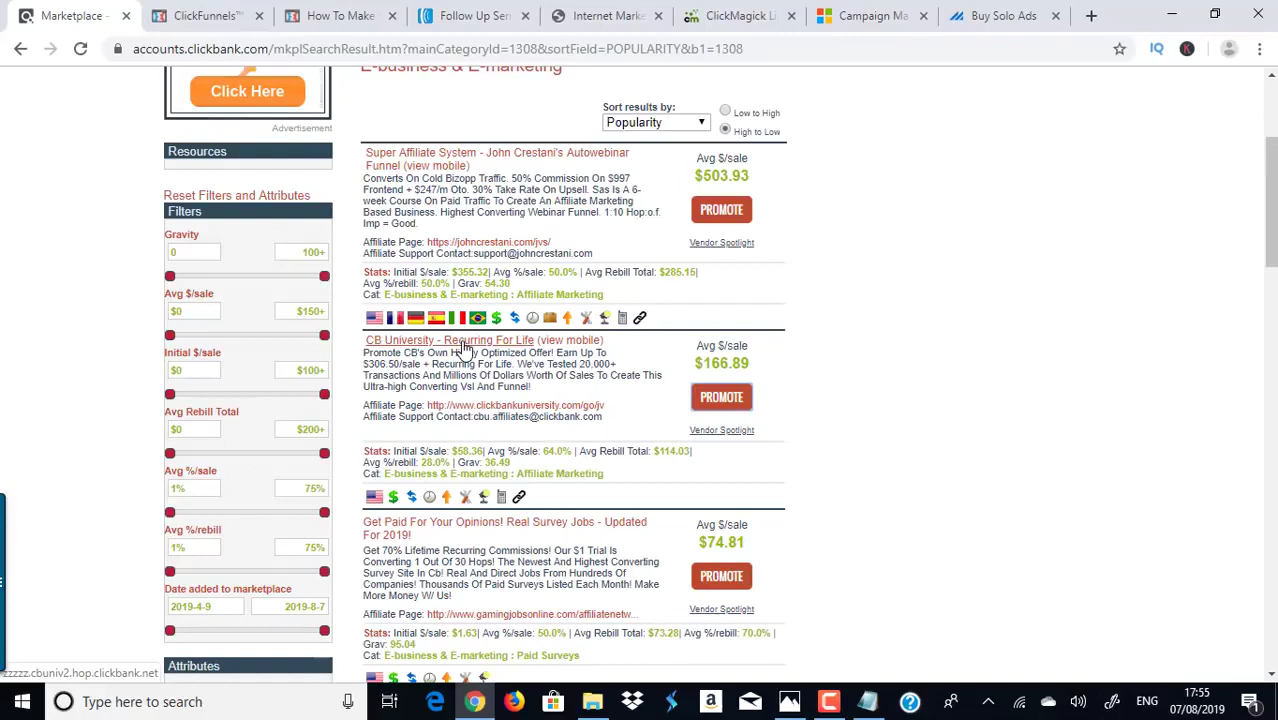 Marketplace -
ClickFunnels™
How To Make
Follow Up Ser
Internet Marke
ClickMagick Li
Campaign Ma
Buy Solo Ads
accounts.clickbank.com/mkplSearchResult.htm?mainCategoryId=1308&sortField=POPULARITY&b1=1308
Click Here
Advertisement
E-business & E-marketing
Sort results by:
Popularity
Low to High
High to Low
Resources
Reset Filters and Attributes
Filters
Gravity
0 100+
Avg $/sale
$0 $150+
Initial $/sale
$0 $100+
Avg Rebill Total
$0 $200+
Avg %/sale
1% 75%
Avg %/rebill
1% 75%
Date added to marketplace
2019-4-9 2019-8-7
Attributes
Super Affiliate System - John Crestani's Autowebinar
Funnel (view mobile)
Converts On Cold Bizopp Traffic. 50% Commission On $997
Frontend + $247/m Oto. 30% Take Rate On Upsell. Sas Is A 6-
week Course On Paid Traffic To Create An Affiliate Marketing
Based Business. Highest Converting Webinar Funnel. 1:10 Hop:o.f.
Imp = Good.
Affiliate Page: https://johncrestani.com/jvs/
Affiliate Support Contact:support@johncrestani.com
Avg $/sale
$503.93
PROMOTE
Vendor Spotlight
Stats: Initial $/sale: $355.32| Avg %/sale: 50.0% | Avg Rebill Total: $285.15|
Avg %/rebill: 50.0% | Grav: 54.30
Cat: E-business & E-marketing : Affiliate Marketing
CB University - Recurring For Life (view mobile)
Promote CB's Own Optimized Offer! Earn Up To
$306.50/sale + Recurring For Life. We've Tested 20,000+
Transactions And Millions Of Dollars Worth Of Sales To Create This
Ultra-high Converting Vsl And Funnel!
Affiliate Page: http://www.clickbankuniversity.com/go/jv
Affiliate Support Contact:cbu.affiliates@clickbank.com
Avg $/sale
$166.89
PROMOTE
Vendor Spotlight
Stats: Initial $/sale: $58.36| Avg %/sale: 64.0% | Avg Rebill Total: $114.03|
Avg %/rebill: 28.0% | Grav: 36.49
Cat: E-business & E-marketing : Affiliate Marketing
Get Paid For Your Opinions! Real Survey Jobs - Updated
For 2019!
Get 70% Lifetime Recurring Commissions! Our $1 Trial Is
Converting 1 Out Of 30 Hops! The Newest And Highest Converting
Survey Site In Cb! Real And Direct Jobs From Hundreds Of
Companies! Thousands Of Paid Surveys Listed Each Month! Make
More Money W/ Us!
Affiliate Page: http://www.gamingjobsonline.com/affiliatenetw...
Avg $/sale
$74.81
PROMOTE
Vendor Spotlight
Stats: Initial $/sale: $1.63| Avg %/sale: 50.0% | Avg Rebill Total: $73.28| Avg %/rebill: 70.0% |
Grav: 95.04
Cat: E-business & E-marketing : Paid Surveys
zzzzz.cbuniv2.hop.clickbank.net
Type here to search
ENG
17:55
07/08/2019